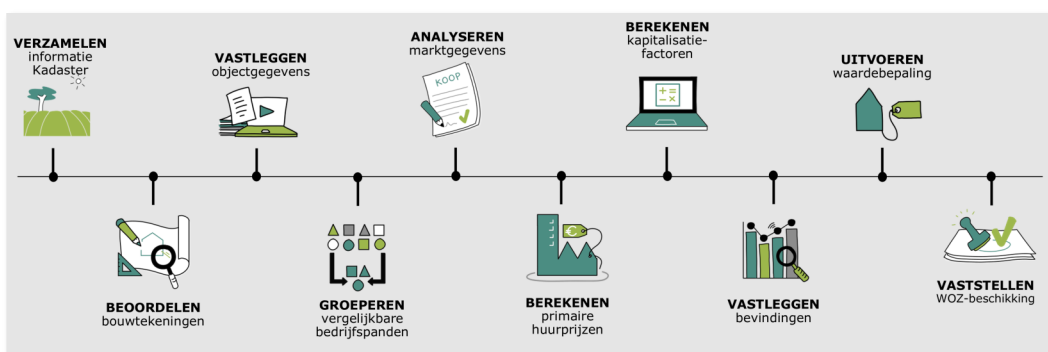 VERZAMELEN
informatie
Kadaster
BEOORDELEN
bouwtekeningen
VASTLEGGEN
objectgegevens
GROEPEREN
vergelijkbare
bedrijfspanden
ANALYSEREN
marktgegevens
KOOP
BEREKENEN
primaire
huurprijzen
BEREKENEN
kapitalisatie-
factoren
VASTLEGGEN
bevindingen
UITVOEREN
waardebepaling
VASTSTELLEN
WOZ-beschikking